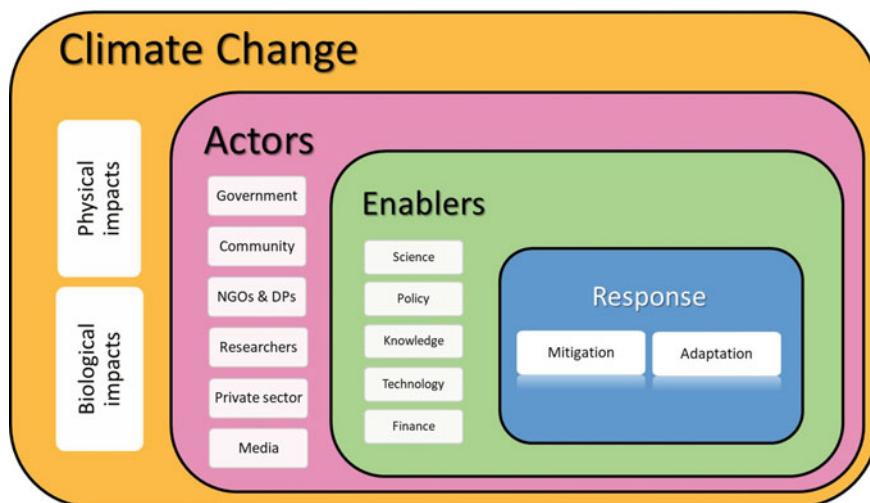 Climate Change
Physical
impacts
Biological
impacts
Actors
Government
Community
NGOs & DPs
Researchers
Private sector
Media
Enablers
Science
Policy
Knowledge
Technology
Finance
Response
Mitigation
Adaptation